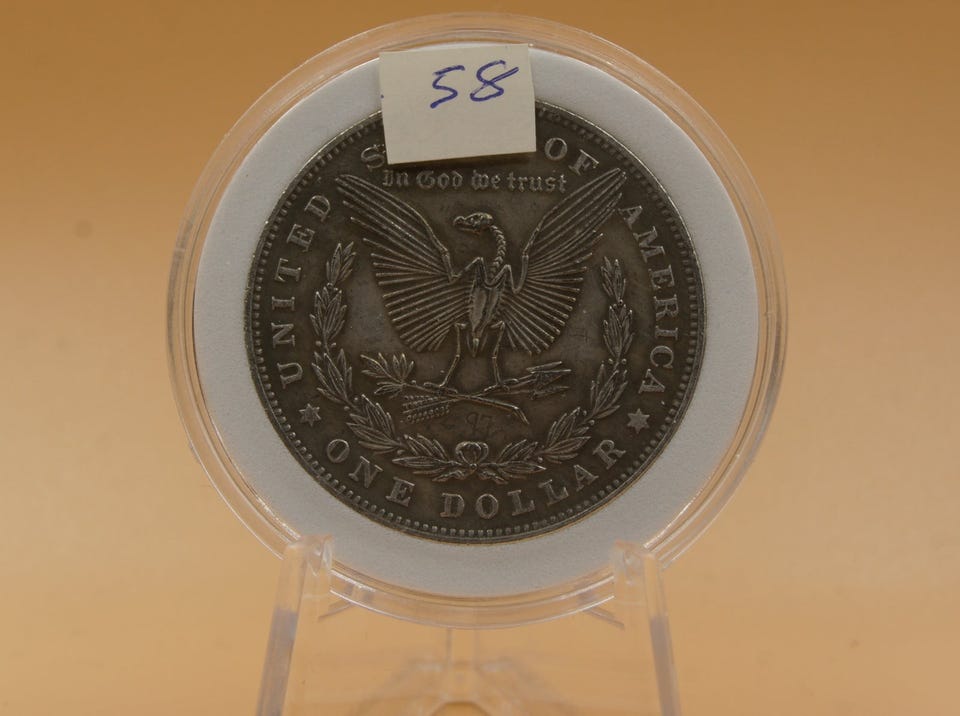 58
UNITED S OF AMERICA
In God we trust
ONE DOLLAR